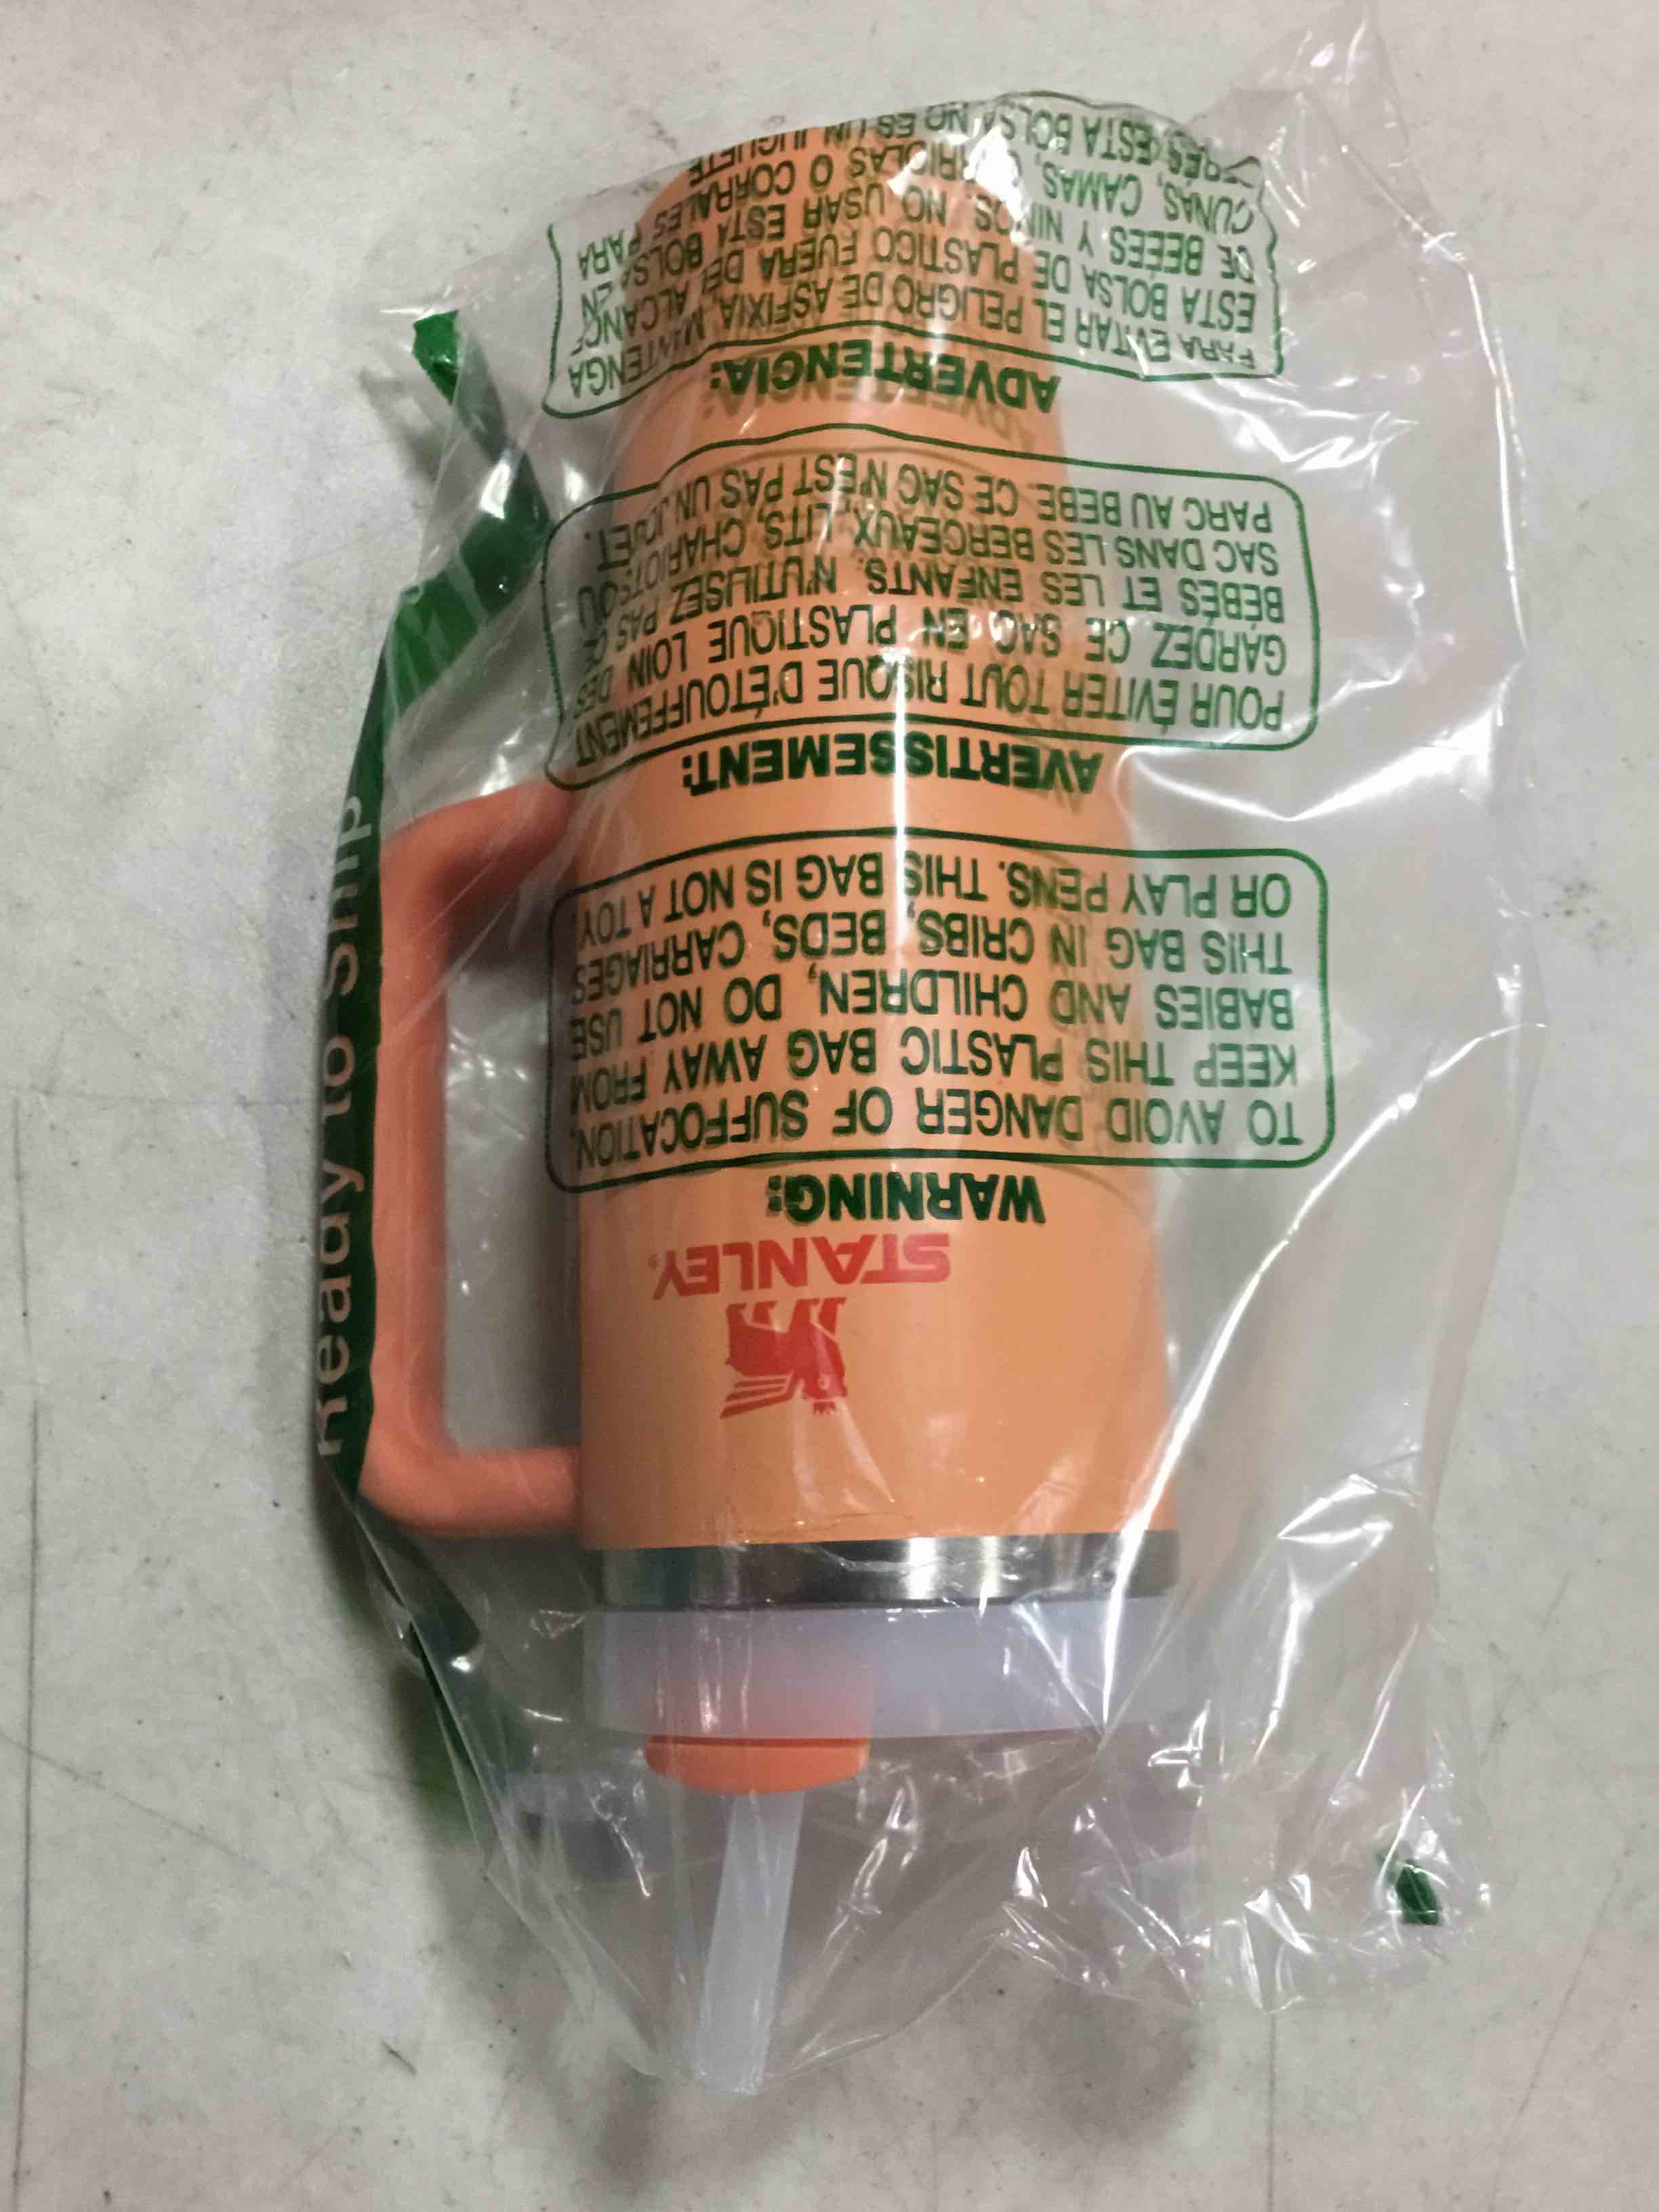 STANLEY
WARNING:
TO AVOID DANGER OF SUFFOCATION,
KEEP THIS PLASTIC BAG AWAY FROM
BABIES AND CHILDREN, DO NOT USE
THIS BAG IN CRIBS, BEDS, CARRIAGES
OR PLAY PENS. THIS BAG IS NOT A TOY.
AVERTISSEMENT:
POUR ÉVITER TOUT RISQUE D'ÉTOUFFEMENT
GARDEZ CE SAC EN PLASTIQUE LOIN DES
BÉBÉS ET LES ENFANTS. N'UTILISEZ PAS
SAC DANS LES BERCEAUX, LITS, CHARIOTS OU
PARC AU BEBE. CE SAC N'EST PAS UN JOUET.
ADVERTENCIA:
PARA EVITAR EL PELIGRO DE ASFIXIA, MANTENGA
ESTA BOLSA DE PLASTICO FUERA DEL ALCANCE
DE BEBES Y NINOS. NO USAR ESTA BOLSA EN
CUNAS, CAMAS, O CORRALES PARA
ESTA BOLSA NO ES UN JUGUETE
Ready to Ship